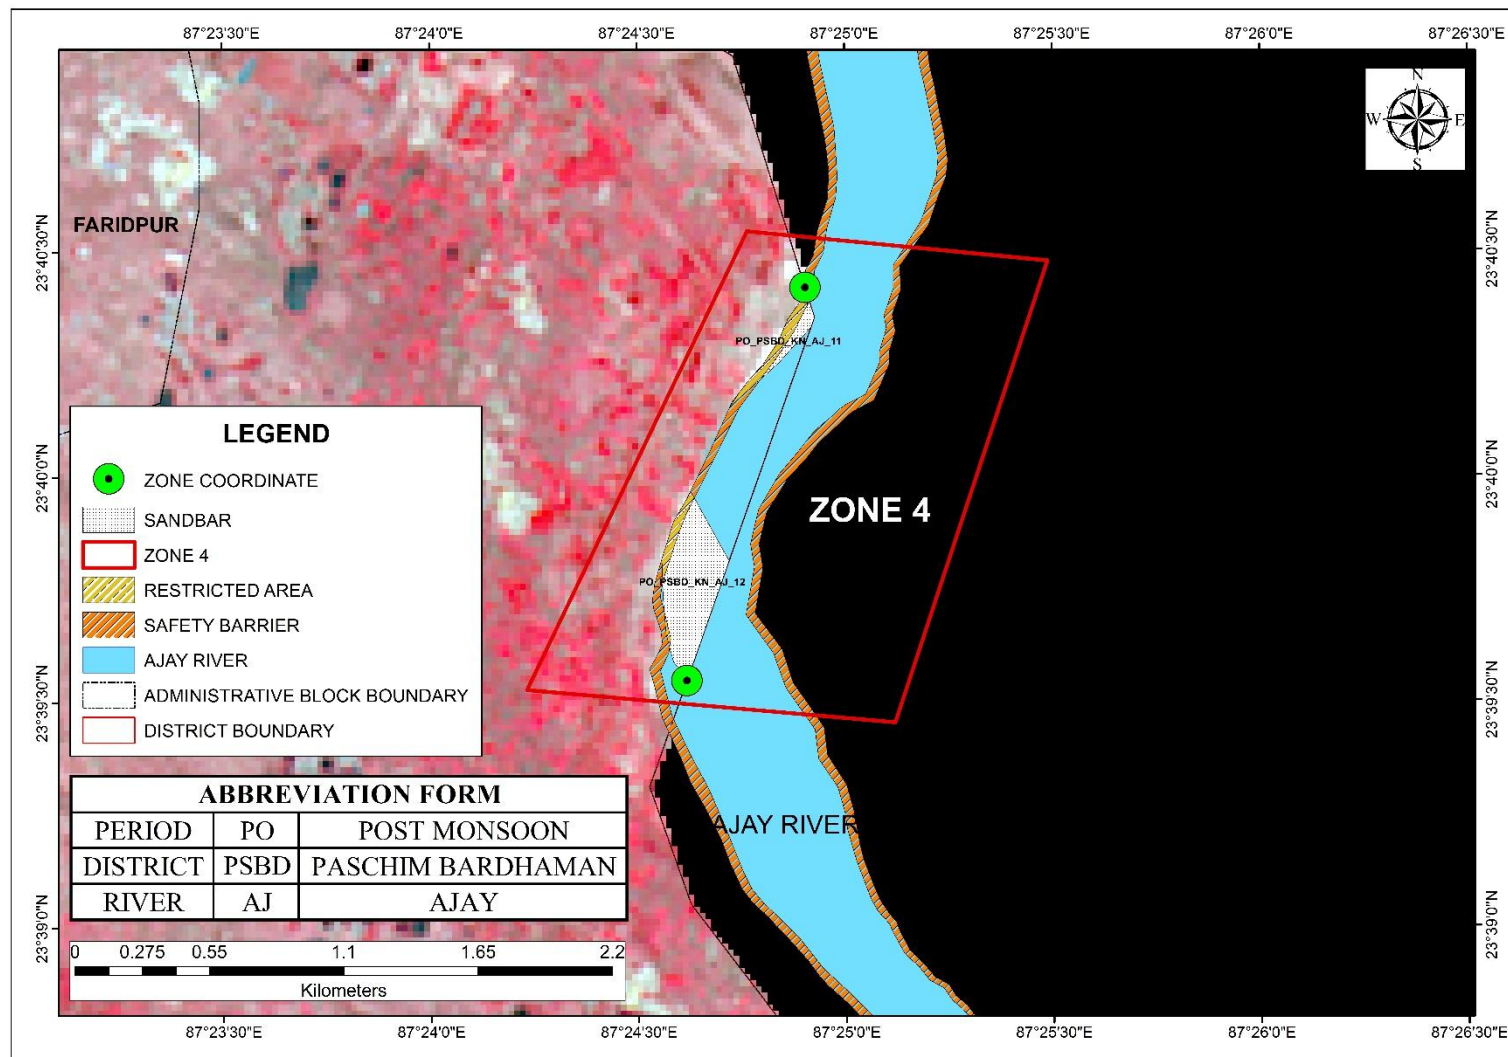 87°23'30"E 87°24'0"E 87°24'30"E 87°25'0"E 87°25'30"E 87°26'0"E 87°26'30"E
N
W E
S
FARIDPUR
23°40'30"N 23°40'30"N
PO_PSBD_KN_AJ_11
LEGEND
ZONE COORDINATE
SANDBAR
ZONE 4
RESTRICTED AREA
SAFETY BARRIER
AJAY RIVER
ADMINISTRATIVE BLOCK BOUNDARY
DISTRICT BOUNDARY
23°40'0"N 23°40'0"N
ZONE 4
PO_PSBD_KN_AJ_12
23°39'30"N 23°39'30"N
AJAY RIVER
ABBREVIATION FORM
PERIOD PO POST MONSOON
DISTRICT PSBD PASCHIM BARDHAMAN
RIVER AJ AJAY
23°39'0"N 23°39'0"N
0 0.275 0.55 1.1 1.65 2.2
Kilometers
87°23'30"E 87°24'0"E 87°24'30"E 87°25'0"E 87°25'30"E 87°26'0"E 87°26'30"E